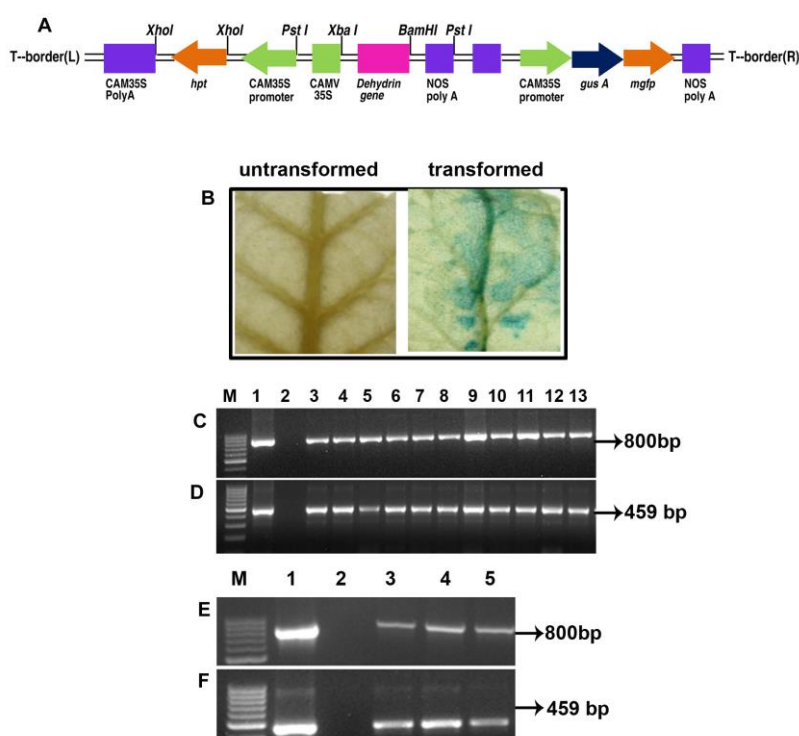 A
XhoI XhoI Pst I Xba I BamHI Pst I
T--border(L) T--border(R)
CAM35S PolyA
hpt
CAM35S promoter
CAMV 35S
Dehydrin gene
NOS poly A
CAM35S promoter
gus A
mgfp
NOS poly A
untransformed transformed
B
M 1 2 3 4 5 6 7 8 9 10 11 12 13
C 800bp
D 459 bp
M 1 2 3 4 5
E 800bp
F 459 bp